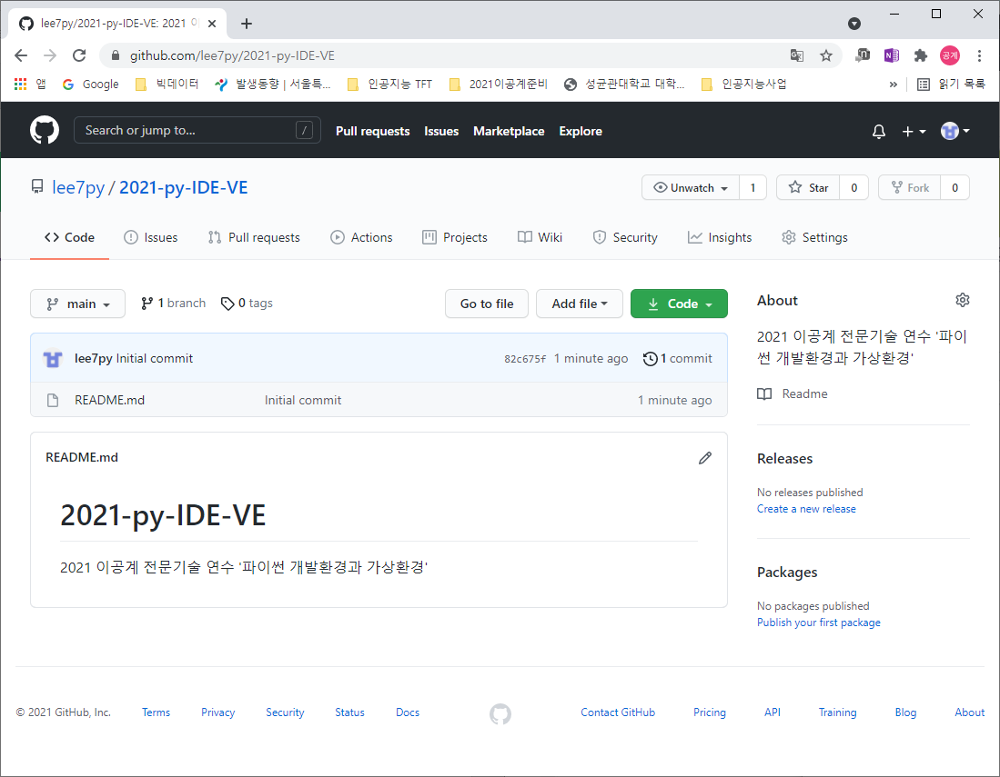 lee7py/2021-py-IDE-VE: 2021 이
github.com/lee7py/2021-py-IDE-VE
공계
앱 Google 빅데이터 발생동향 | 서울특... 인공지능 TFT 2021이공계준비 성균관대학교 대학... 인공지능사업 » 읽기 목록
Search or jump to... / Pull requests Issues Marketplace Explore
lee7py / 2021-py-IDE-VE Unwatch 1 Star 0 Fork 0
Code Issues Pull requests Actions Projects Wiki Security Insights Settings
main 1 branch 0 tags Go to file Add file Code
lee7py Initial commit 82c675f 1 minute ago 1 commit
README.md Initial commit 1 minute ago
README.md
2021-py-IDE-VE
2021 이공계 전문기술 연수 '파이썬 개발환경과 가상환경'
About
2021 이공계 전문기술 연수 '파이
썬 개발환경과 가상환경'
Readme
Releases
No releases published
Create a new release
Packages
No packages published
Publish your first package
© 2021 GitHub, Inc. Terms Privacy Security Status Docs Contact GitHub Pricing API Training Blog About